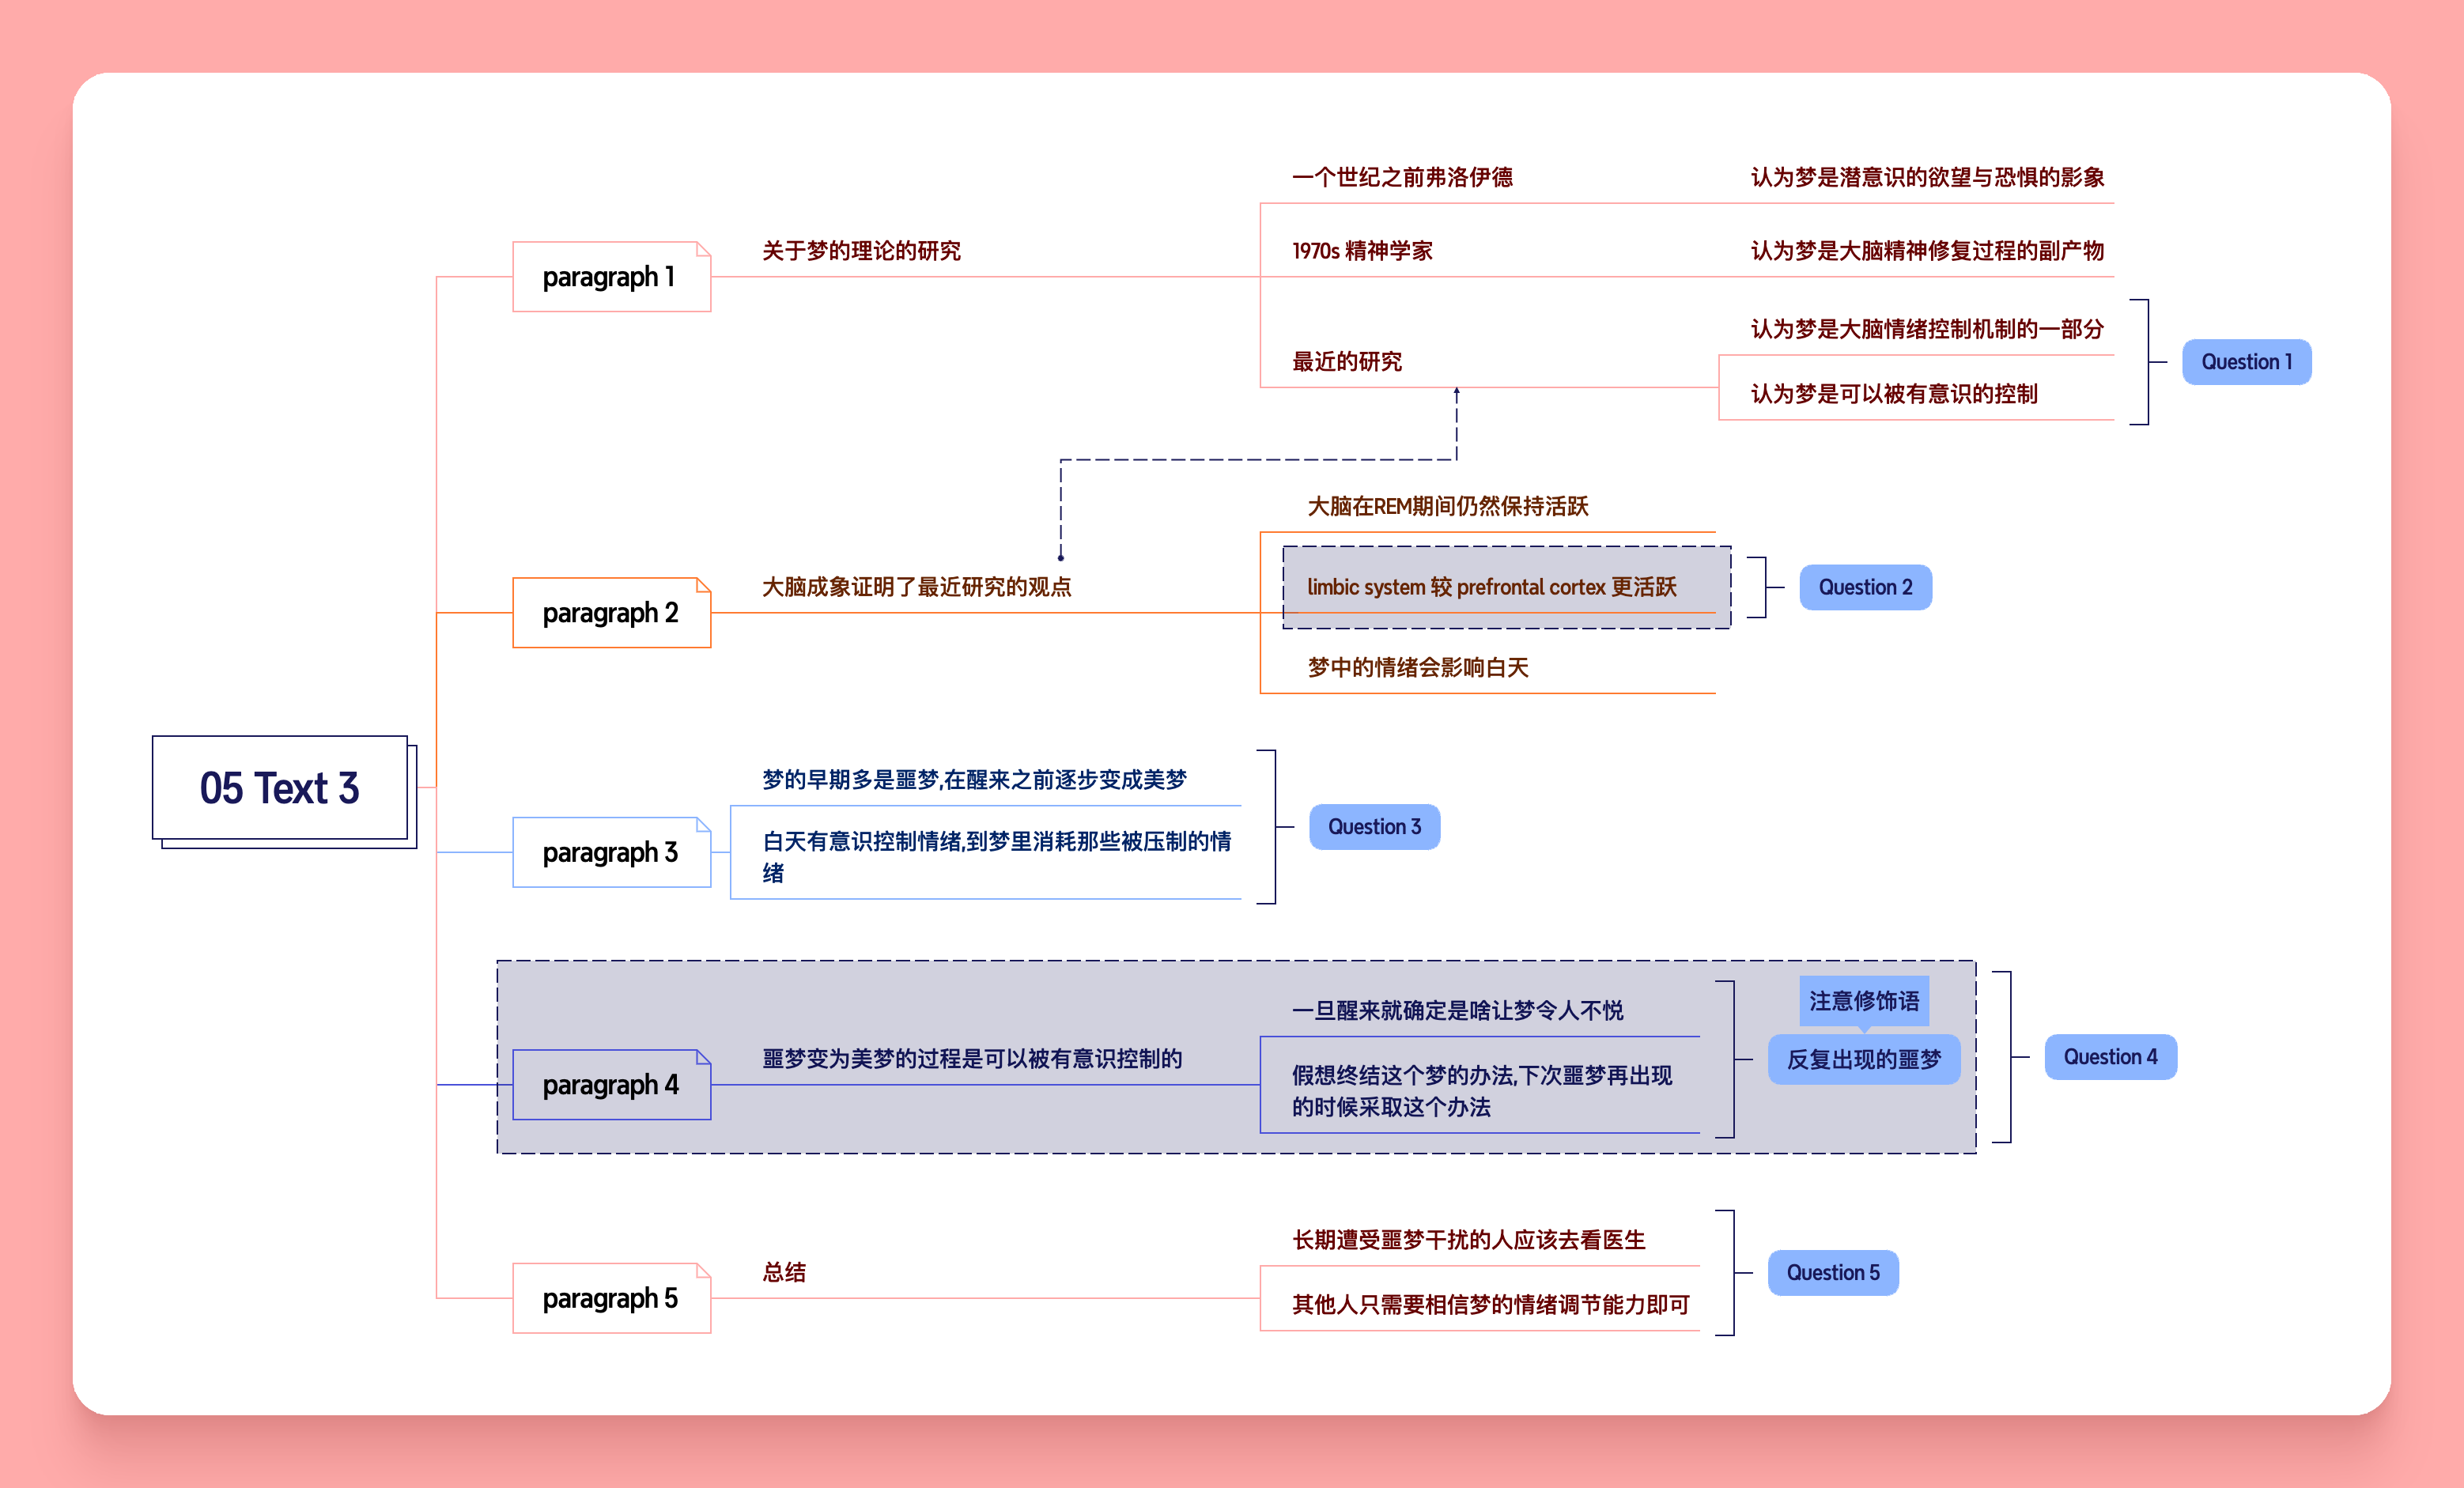 05 Text 3
paragraph 1
关于梦的理论的研究
一个世纪之前弗洛伊德
认为梦是潜意识的欲望与恐惧的影象
1970s 精神学家
认为梦是大脑精神修复过程的副产物
最近的研究
认为梦是大脑情绪控制机制的一部分
认为梦是可以被有意识的控制
Question 1
paragraph 2
大脑成象证明了最近研究的观点
大脑在REM期间仍然保持活跃
limbic system 较 prefrontal cortex 更活跃
Question 2
梦中的情绪会影响白天
paragraph 3
梦的早期多是噩梦,在醒来之前逐步变成美梦
白天有意识控制情绪,到梦里消耗那些被压制的情
绪
Question 3
paragraph 4
噩梦变为美梦的过程是可以被有意识控制的
一旦醒来就确定是啥让梦令人不悦
假想终结这个梦的办法,下次噩梦再出现
的时候采取这个办法
注意修饰语
反复出现的噩梦
Question 4
paragraph 5
总结
长期遭受噩梦干扰的人应该去看医生
其他人只需要相信梦的情绪调节能力即可
Question 5